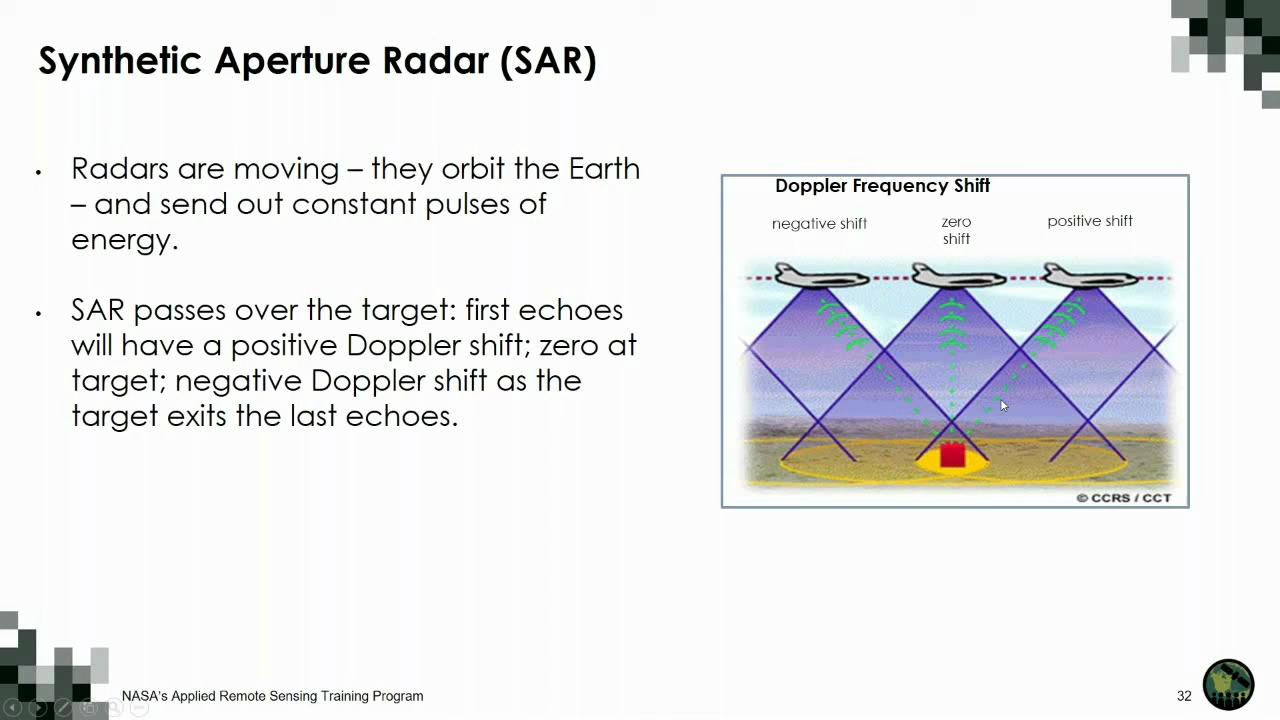 Synthetic Aperture Radar (SAR)
• Radars are moving – they orbit the Earth
– and send out constant pulses of
energy.
• SAR passes over the target: first echoes
will have a positive Doppler shift; zero at
target; negative Doppler shift as the
target exits the last echoes.
Doppler Frequency Shift
negative shift
zero
shift
positive shift
© CCRS / CCT
NASA's Applied Remote Sensing Training Program
32